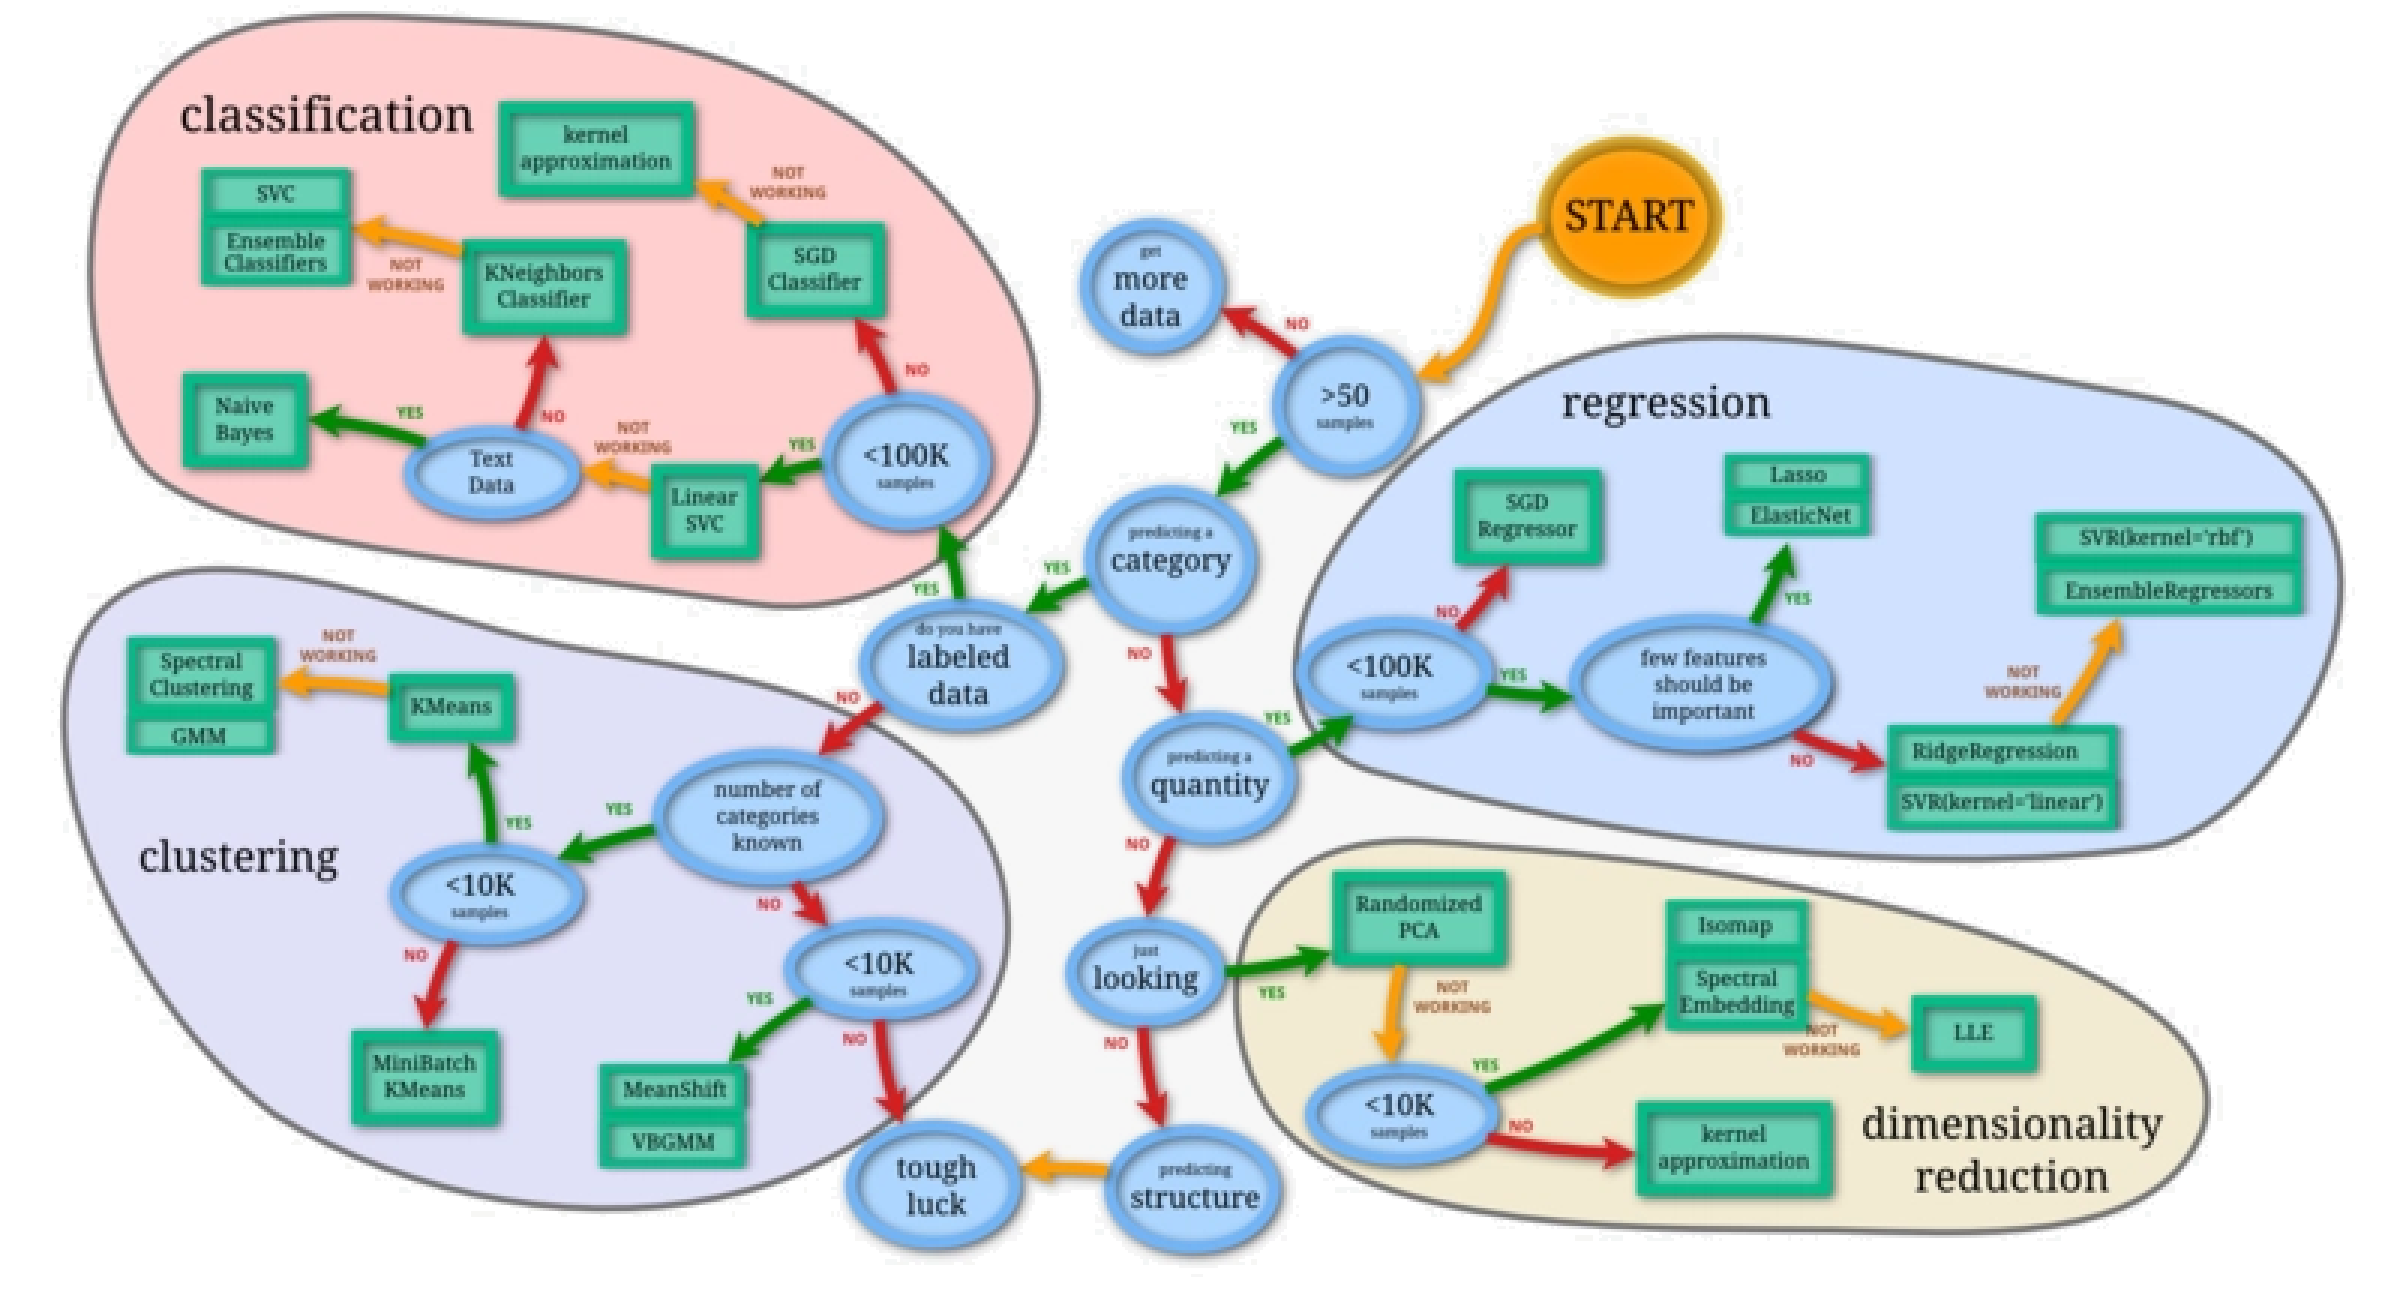 classification
kernel
approximation
NOT
WORKING
SVC
Ensemble
Classifiers
NOT
WORKING
KNeighbors
Classifier
SGD
Classifier
NO
Naive
Bayes
YES
NO
Text
Data
NOT
WORKING
Linear
SVC
YES
<100K
samples
YES
START
get
more
data
NO
>50
samples
YES
predicting a
category
YES
NO
do you have
labeled
data
NO
predicting a
quantity
YES
NO
just
looking
YES
NO
predicting
structure
tough
luck
regression
SGD
Regressor
Lasso
ElasticNet
SVR(kernel='rbf')
EnsembleRegressors
NO
YES
<100K
samples
YES
few features
should be
important
NOT
WORKING
NO
RidgeRegression
SVR(kernel='linear')
clustering
Spectral
Clustering
GMM
NOT
WORKING
KMeans
YES
number of
categories
known
YES
<10K
samples
NO
NO
<10K
samples
YES
NO
MiniBatch
KMeans
MeanShift
VBGMM
Randomized
PCA
NOT
WORKING
Isomap
Spectral
Embedding
NOT
WORKING
LLE
YES
<10K
samples
NO
kernel
approximation
dimensionality
reduction